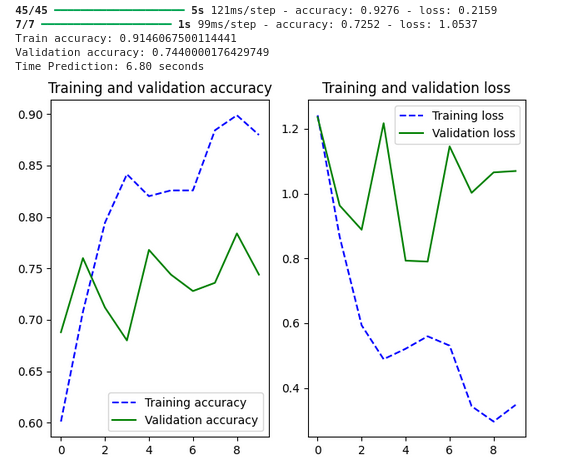 45/45 ━━━━━━━━━━━━━━━━━━━━ 5s 121ms/step - accuracy: 0.9276 - loss: 0.2159
7/7 ━━━━━━━━━━━━━━━━━━━━ 1s 99ms/step - accuracy: 0.7252 - loss: 1.0537
Train accuracy: 0.9146067500114441
Validation accuracy: 0.7440000176429749
Time Prediction: 6.80 seconds
Training and validation accuracy
0.90
0.85
0.80
0.75
0.70
0.65
0.60
Training accuracy
Validation accuracy
0 2 4 6 8
Training and validation loss
Training loss
Validation loss
1.2
1.0
0.8
0.6
0.4
0 2 4 6 8